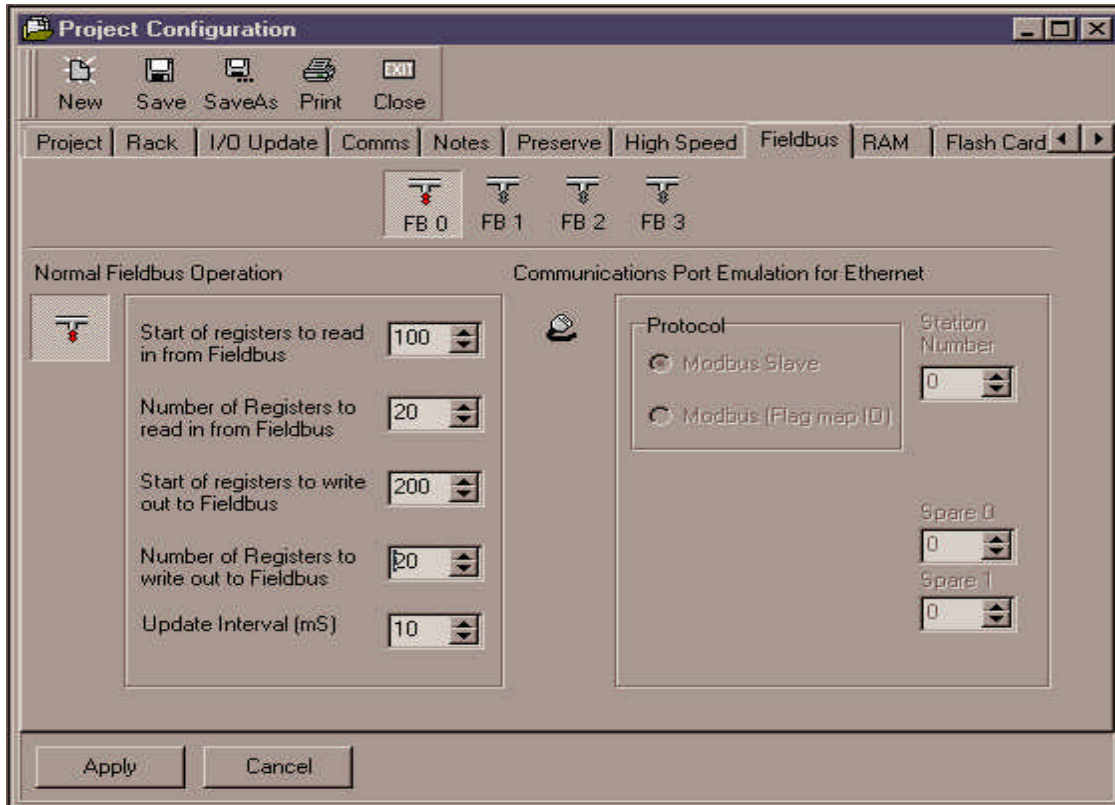 Project Configuration
New Save SaveAs Print EXIT Close
Project Rack I/O Update Comms Notes Preserve High Speed Fieldbus RAM Flash Card
FB 0 FB 1 FB 2 FB 3
Normal Fieldbus Operation
Start of registers to read
in from Fieldbus
100
Number of Registers to
read in from Fieldbus
20
Start of registers to write
out to Fieldbus
200
Number of Registers to
write out to Fieldbus
20
Update Interval (mS)
10
Communications Port Emulation for Ethernet
Protocol
Modbus Slave
Modbus (Flag map IO)
Station
Number
0
Spare 0
0
Spare 1
0
Apply Cancel